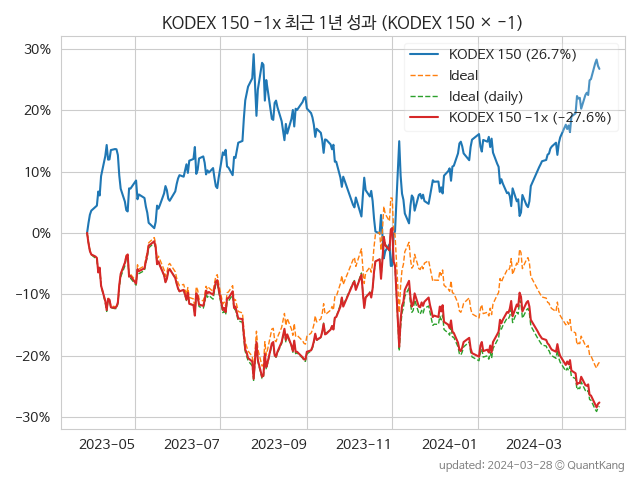 KODEX 150 −1x 최근 1년 성과 (KODEX 150 × −1)
30%
20%
10%
0%
−10%
−20%
−30%
KODEX 150 (26.7%)
Ideal
Ideal (daily)
KODEX 150 −1x (−27.6%)
2023-05
2023-07
2023-09
2023-11
2024-01
2024-03
updated: 2024-03-28 © QuantKang